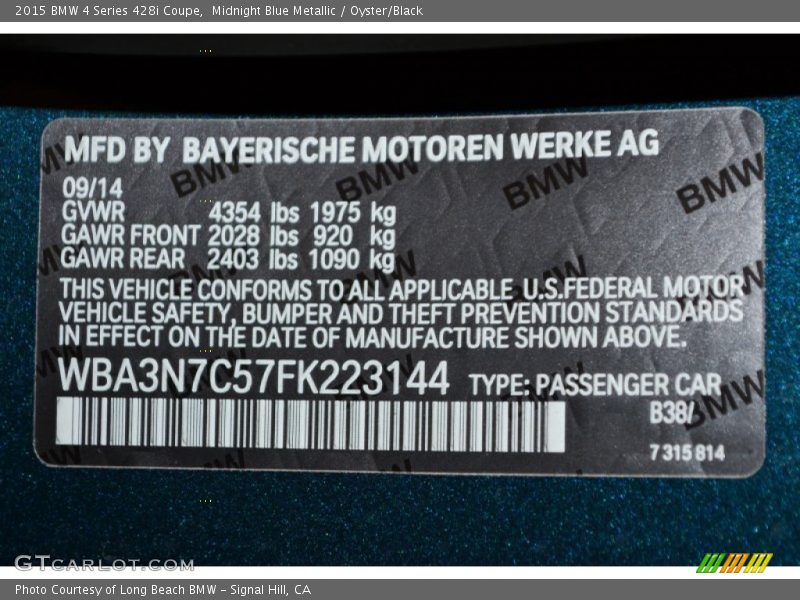 2015 BMW 4 Series 428i Coupe,  Midnight Blue Metallic / Oyster/Black
MFD BY BAYERISCHE MOTOREN WERKE AG
09/14
GVWR 4354 lbs 1975 kg
GAWR FRONT 2028 lbs 920 kg
GAWR REAR 2403 lbs 1090 kg
THIS VEHICLE CONFORMS TO ALL APPLICABLE U.S.FEDERAL MOTOR
VEHICLE SAFETY, BUMPER AND THEFT PREVENTION STANDARDS
IN EFFECT ON THE DATE OF MANUFACTURE SHOWN ABOVE.
WBA3N7C57FK223144 TYPE: PASSENGER CAR
B38/
7 315 814
BMW BMW BMW BMW
GTCARLOT.COM
Photo Courtesy of Long Beach BMW – Signal Hill, CA